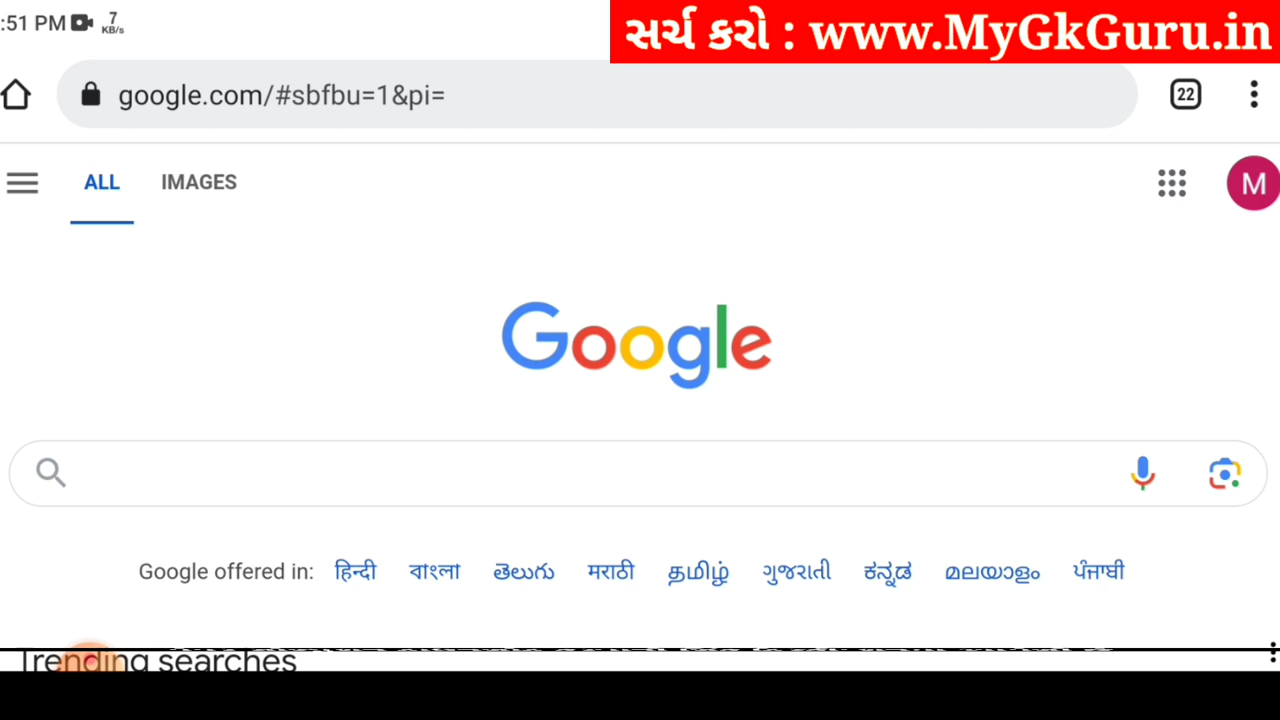 :51 PM 7 KB/s
સર્ચ કરો : www.MyGkGuru.in
google.com/#sbfbu=1&pi=
22
ALL IMAGES
M
Google
Google offered in: हिन्दी বাংলা తెలుగు मराठी தமிழ் ગુજરાતી ಕನ್ನಡ മലയാളം ਪੰਜਾਬੀ
Trending searches